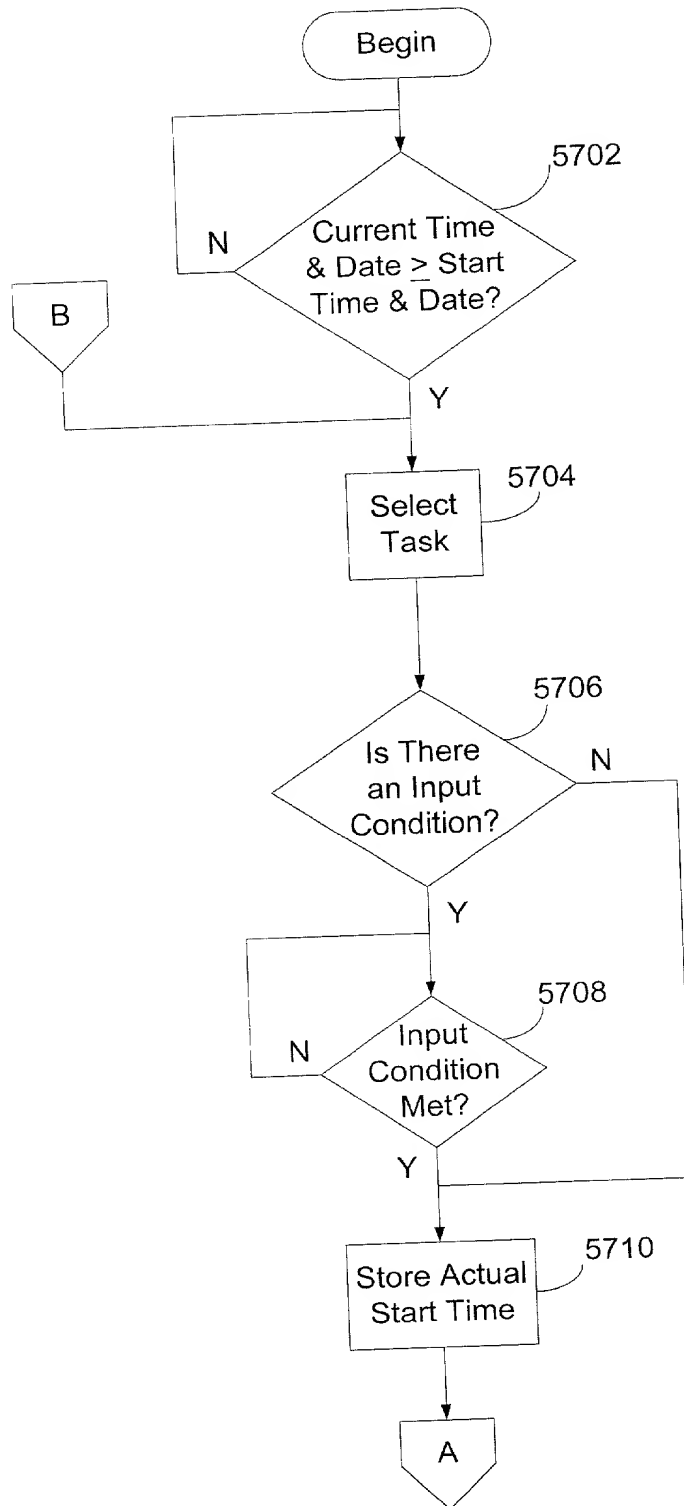 Begin
5702
N
Current Time
& Date ≥ Start
Time & Date?
B
Y
5704
Select
Task
5706
Is There
an Input
Condition?
N
Y
5708
Input
Condition
Met?
N
Y
5710
Store Actual
Start Time
A